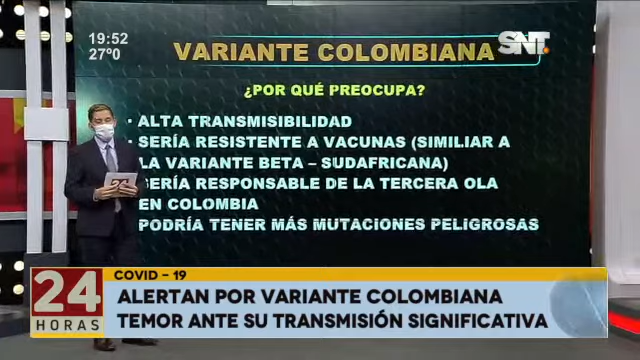 19:52
27°0
VARIANTE COLOMBIANA
SNT.
¿POR QUÉ PREOCUPA?
· ALTA TRANSMISIBILIDAD
· SERÍA RESISTENTE A VACUNAS (SIMILIAR A
LA VARIANTE BETA – SUDAFRICANA)
SERÍA RESPONSABLE DE LA TERCERA OLA
EN COLOMBIA
PODRÍA TENER MÁS MUTACIONES PELIGROSAS
24
HORAS
COVID – 19
ALERTAN POR VARIANTE COLOMBIANA
TEMOR ANTE SU TRANSMISIÓN SIGNIFICATIVA